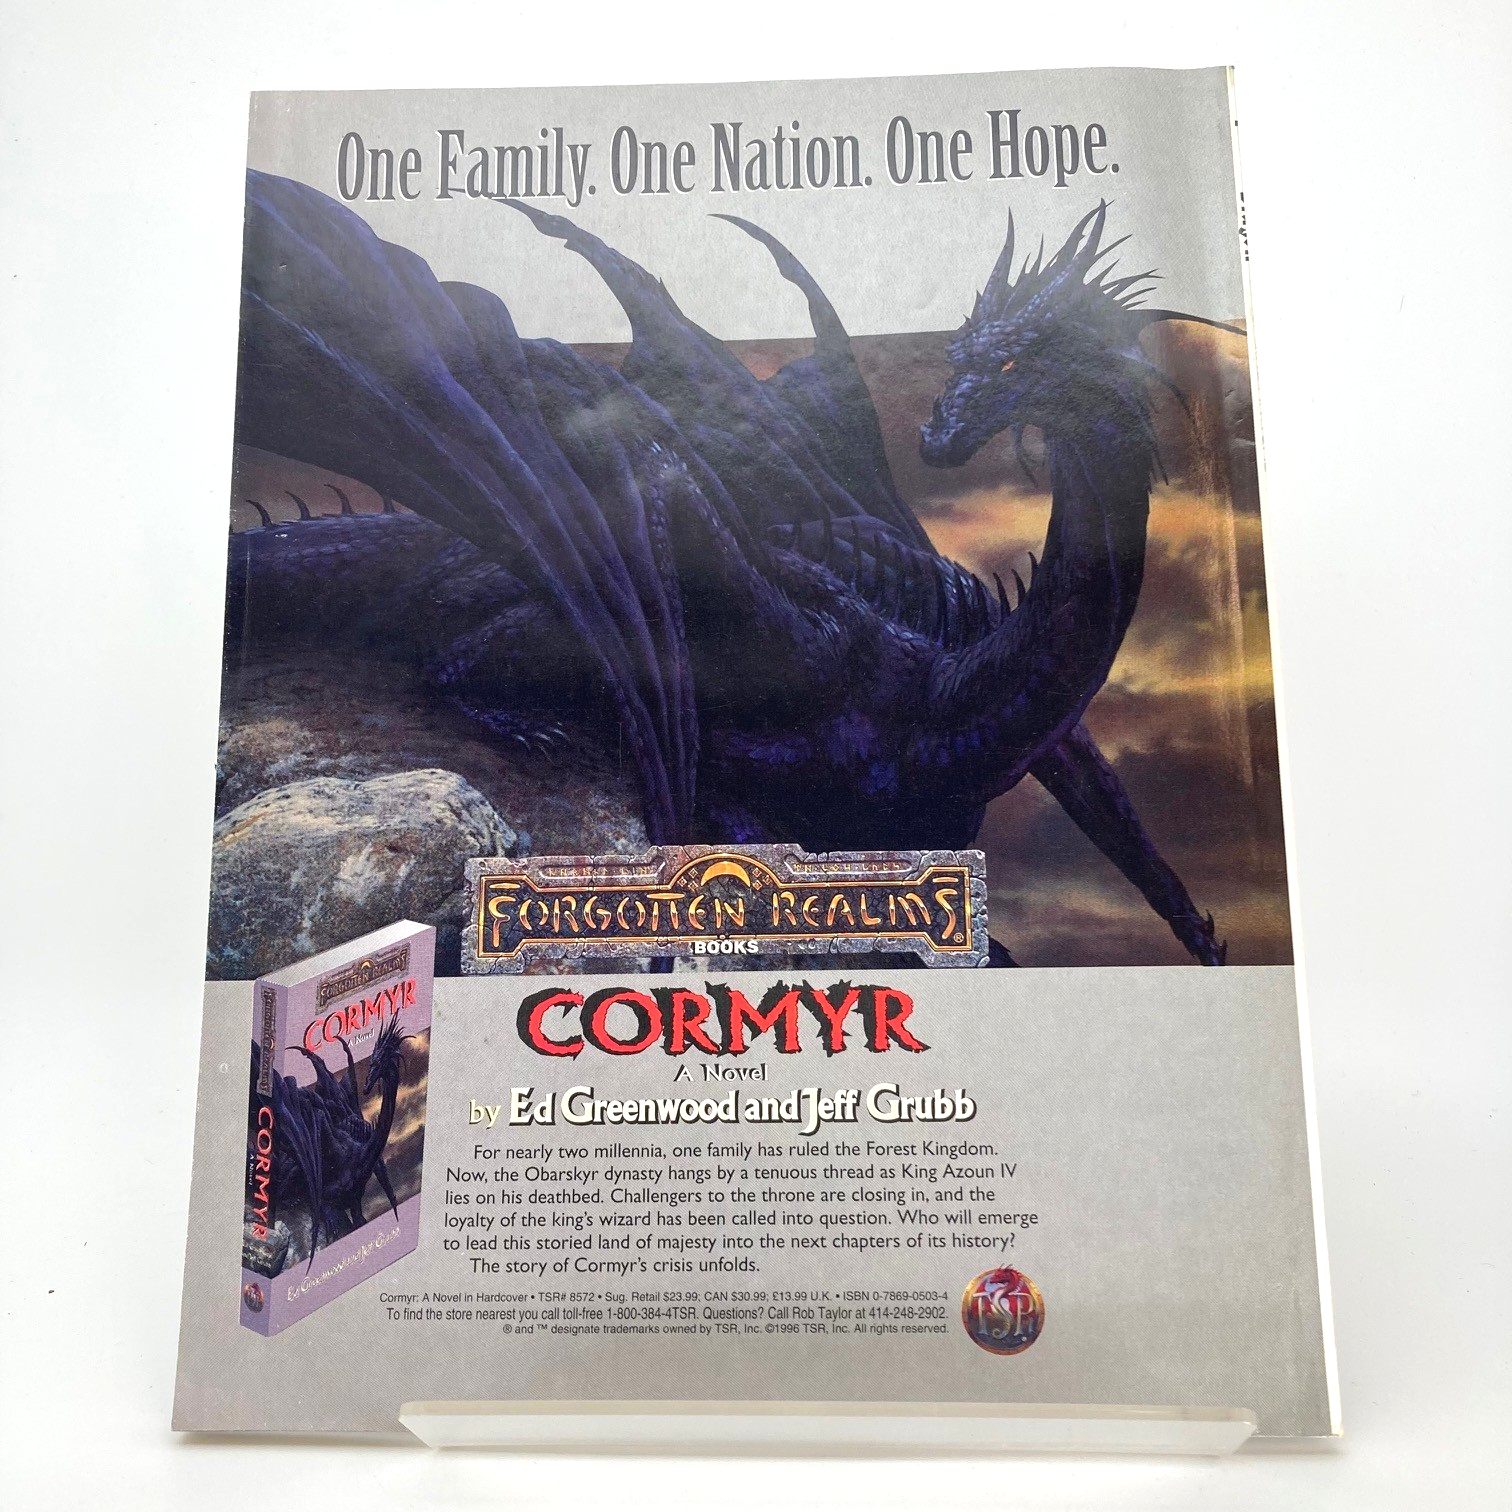 One Family. One Nation. One Hope.
FORGOTTEN REALMS®
BOOKS
FORGOTTEN REALMS
CORMYR
A Novel
Ed Greenwood and Jeff Grubb
CORMYR
A Novel
CORMYR
A Novel
by Ed Greenwood and Jeff Grubb
For nearly two millennia, one family has ruled the Forest Kingdom.
Now, the Obarskyr dynasty hangs by a tenuous thread as King Azoun IV
lies on his deathbed. Challengers to the throne are closing in, and the
loyalty of the king's wizard has been called into question. Who will emerge
to lead this storied land of majesty into the next chapters of its history?
The story of Cormyr's crisis unfolds.
Cormyr: A Novel in Hardcover • TSR# 8572 • Sug. Retail $23.99; CAN $30.99; £13.99 U.K. • ISBN 0-7869-0503-4
To find the store nearest you call toll-free 1-800-384-4TSR. Questions? Call Rob Taylor at 414-248-2902.
® and ™ designate trademarks owned by TSR, Inc. ©1996 TSR, Inc. All rights reserved.
TSR